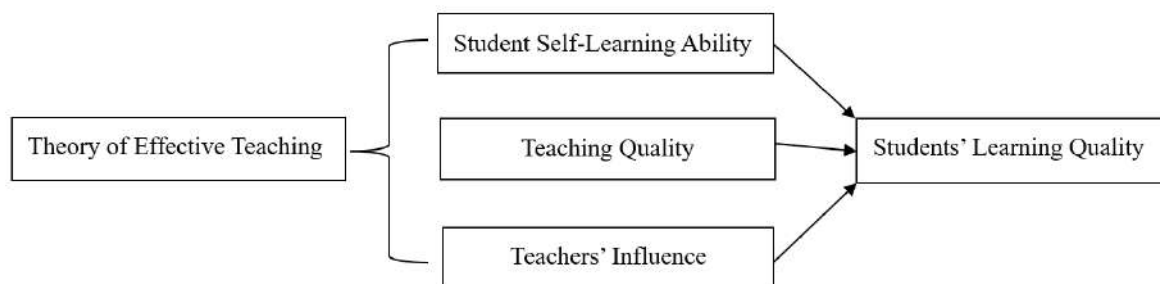 Student Self-Learning Ability
Theory of Effective Teaching
Teaching Quality
Students’ Learning Quality
Teachers’ Influence